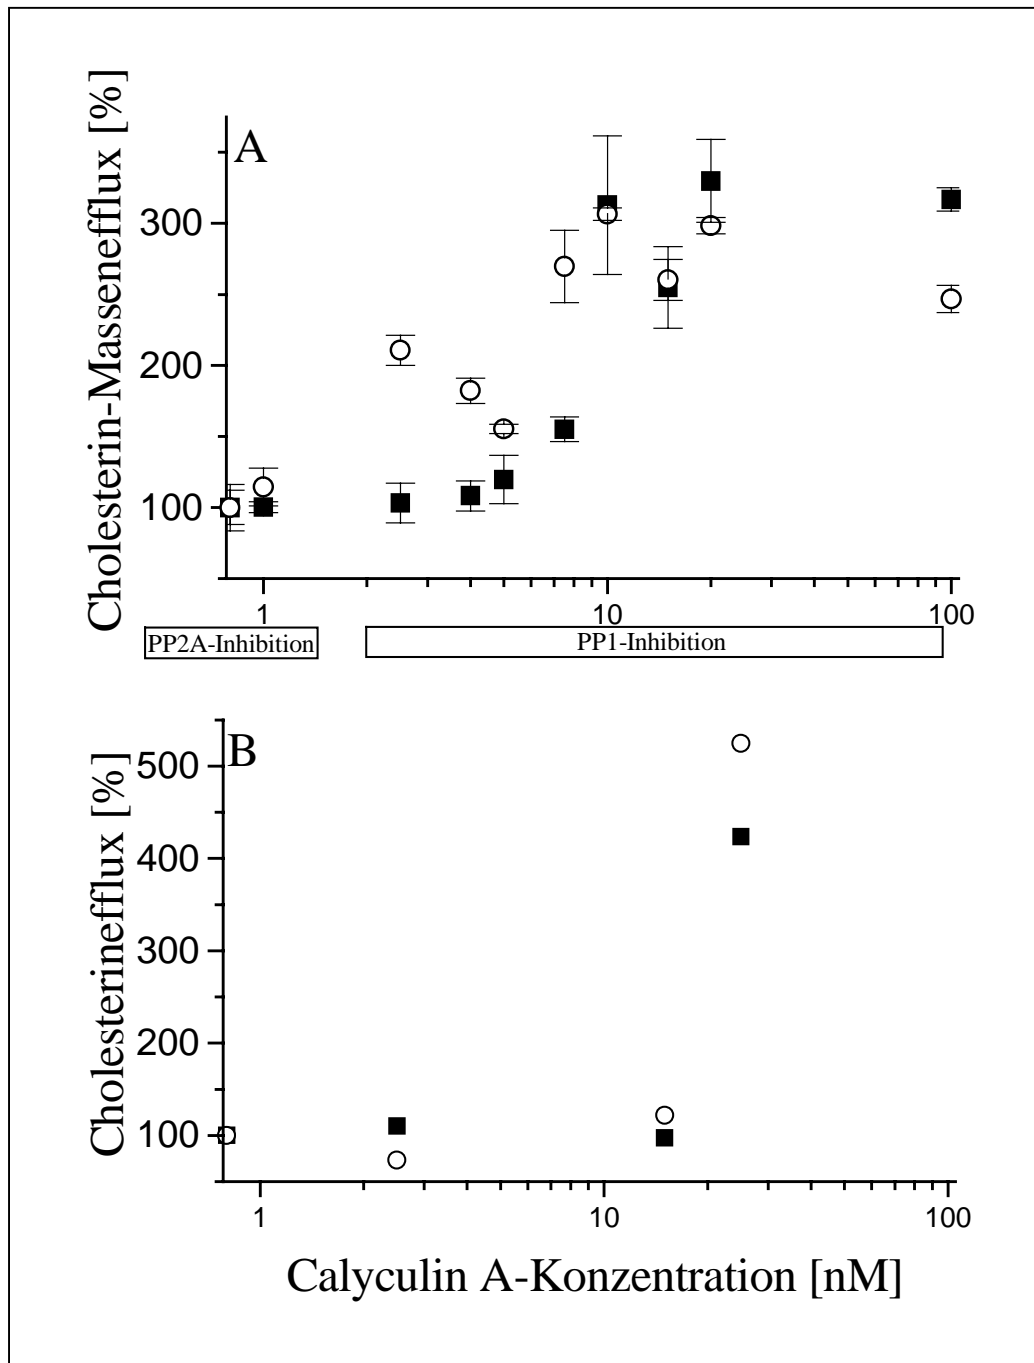 Cholesterin-Massenefflux [%]
A
300
200
100
1 10 100
PP2A-Inhibition PP1-Inhibition
Cholesterinefflux [%]
B
500
400
300
200
100
1 10 100
Calyculin A-Konzentration [nM]